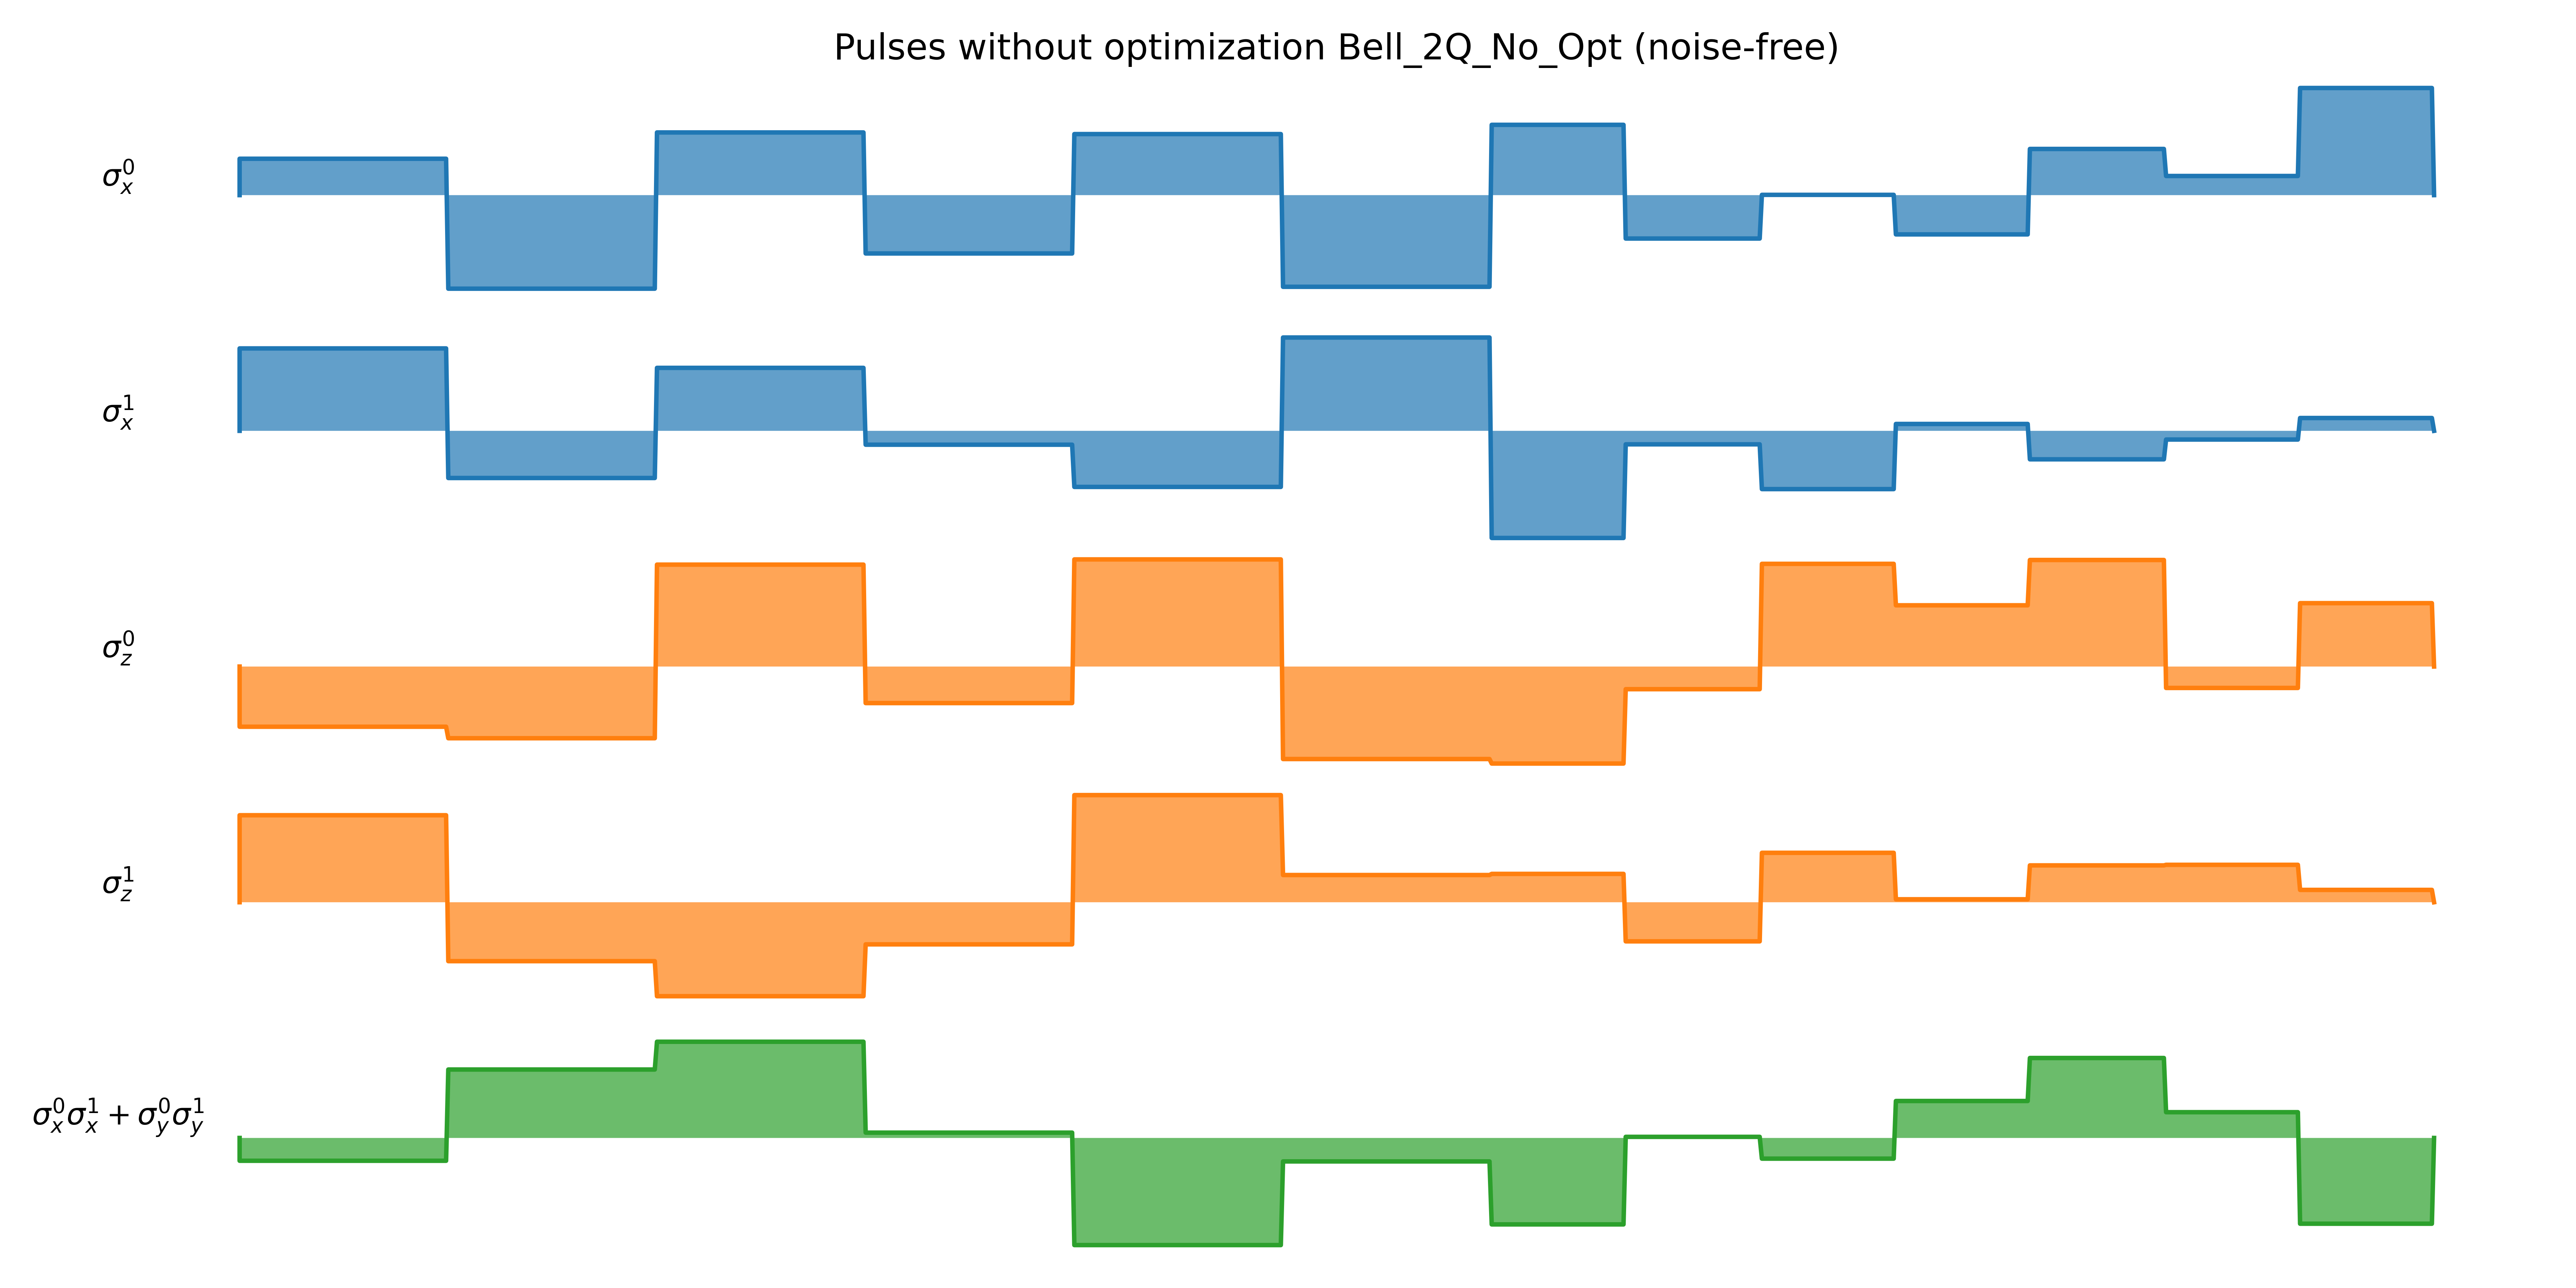 Pulses without optimization Bell_2Q_No_Opt (noise-free)
σ_x^0
σ_x^1
σ_z^0
σ_z^1
σ_x^0σ_x^1 + σ_y^0σ_y^1